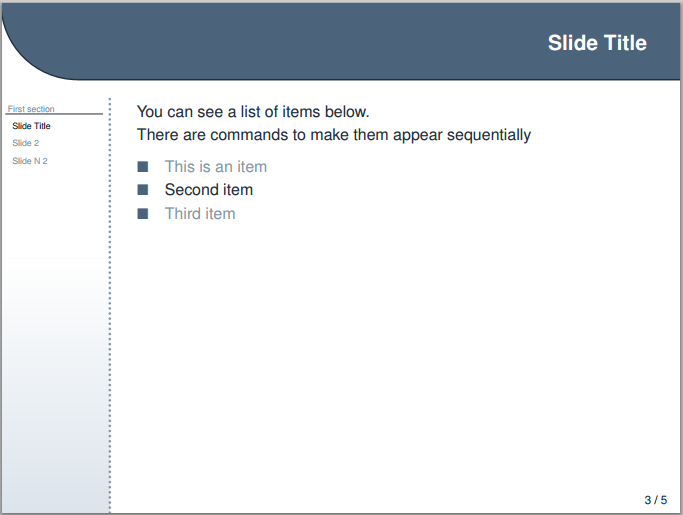 Slide Title
First section
Slide Title
Slide 2
Slide N 2
You can see a list of items below.
There are commands to make them appear sequentially
This is an item
Second item
Third item
3 / 5